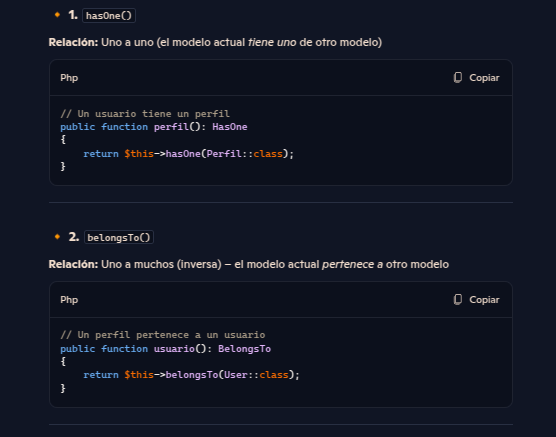 1. hasOne()
Relación: Uno a uno (el modelo actual tiene uno de otro modelo)
Php
Copiar
// Un usuario tiene un perfil
public function perfil(): HasOne
{
    return $this->hasOne(Perfil::class);
}
2. belongsTo()
Relación: Uno a muchos (inversa) – el modelo actual pertenece a otro modelo
Php
Copiar
// Un perfil pertenece a un usuario
public function usuario(): BelongsTo
{
    return $this->belongsTo(User::class);
}